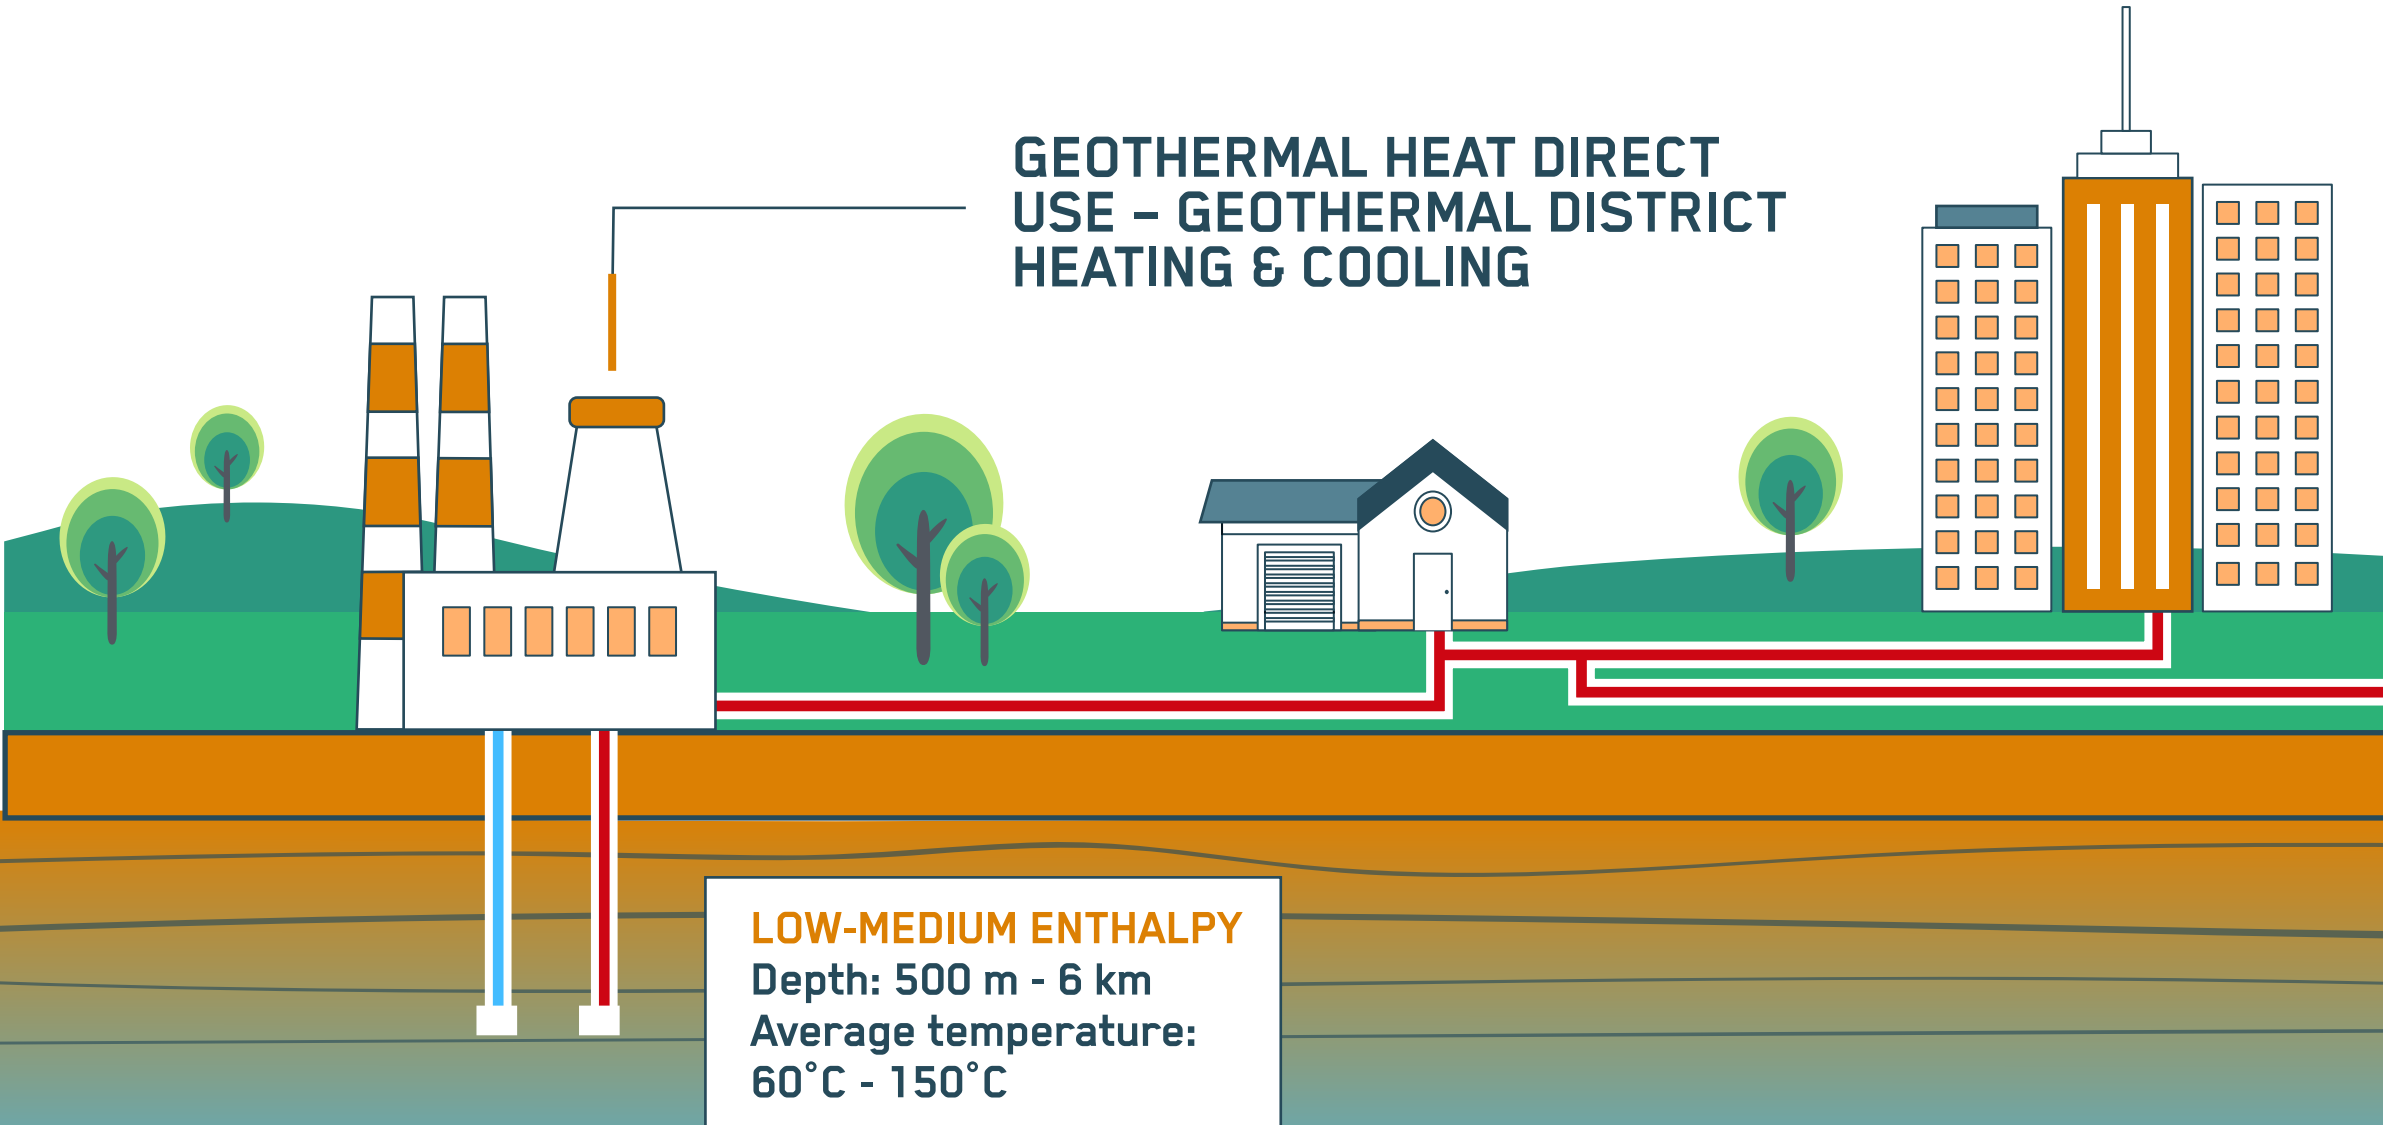 GEOTHERMAL HEAT DIRECT
USE – GEOTHERMAL DISTRICT
HEATING & COOLING
LOW-MEDIUM ENTHALPY
Depth: 500 m - 6 km
Average temperature:
60°C - 150°C